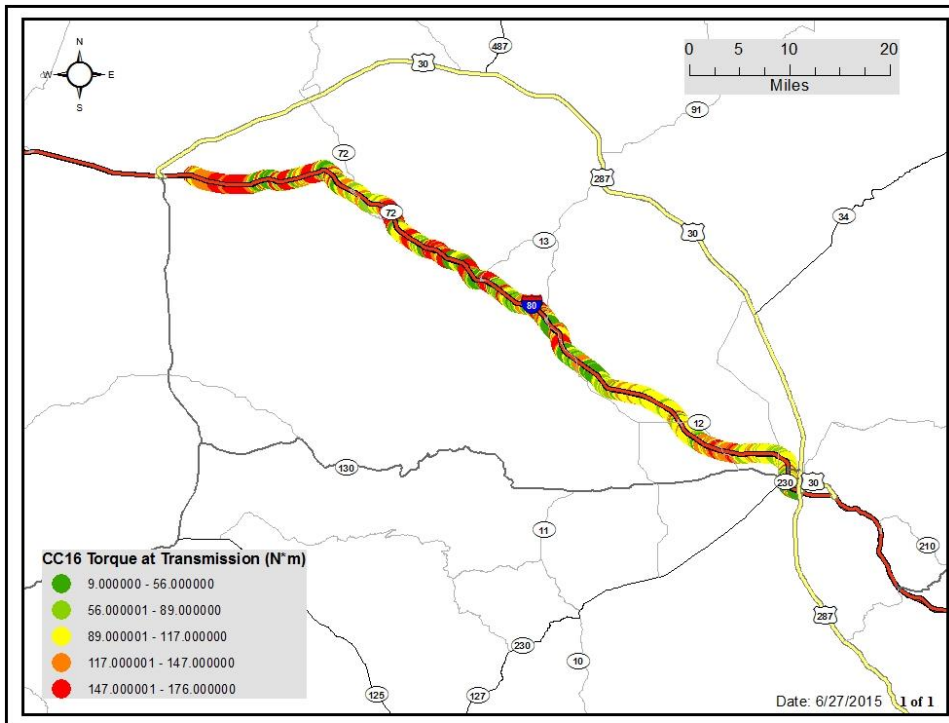 N
W E
S
0 5 10 20
Miles
487
30
91
72
287
34
72
13
30
80
12
230
30
130
11
210
287
230
10
125
127
CC16 Torque at Transmission (N*m)
9.000000 - 56.000000
56.000001 - 89.000000
89.000001 - 117.000000
117.000001 - 147.000000
147.000001 - 176.000000
Date: 6/27/2015 1 of 1